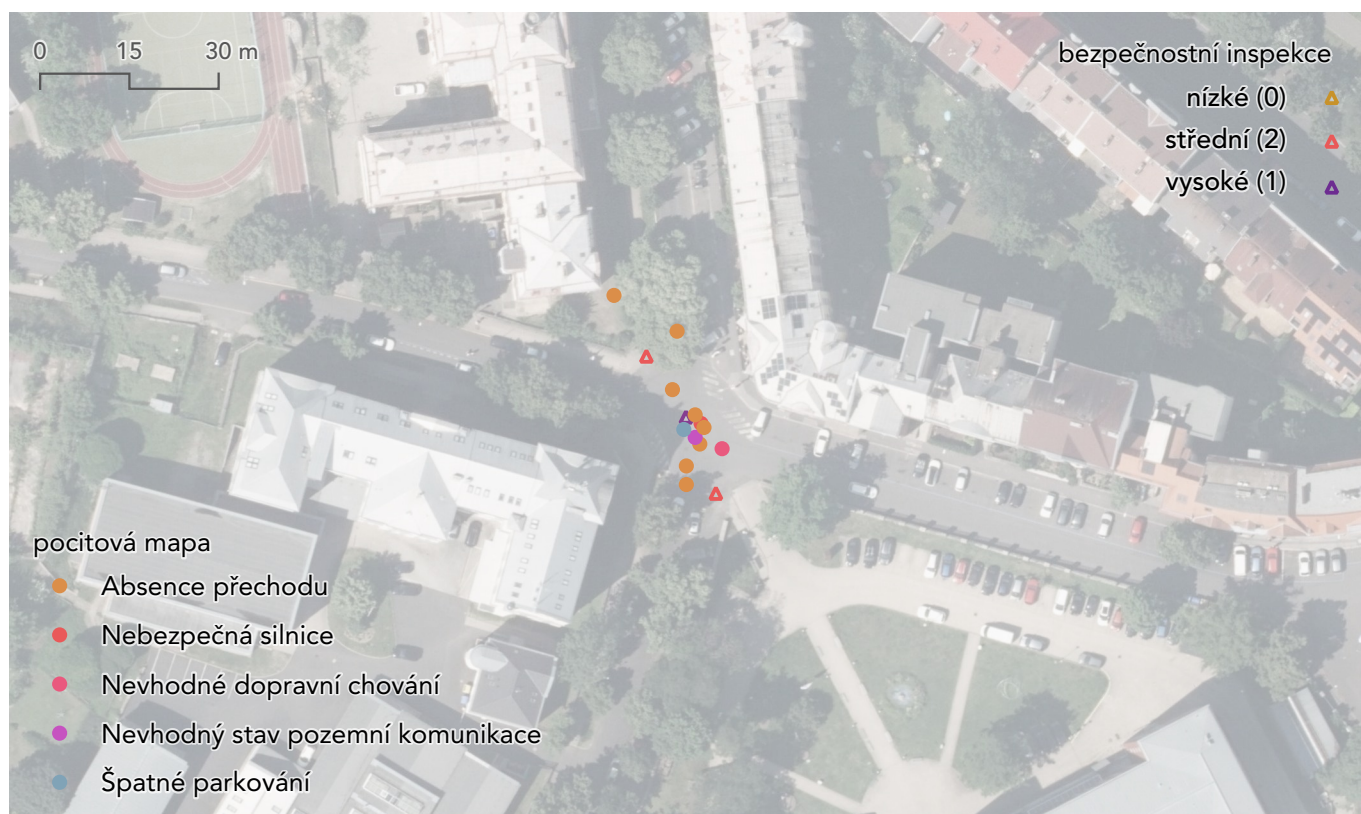 0 15 30 m
bezpečnostní inspekce
nízké (0)
střední (2)
vysoké (1)
pocitová mapa
Absence přechodu
Nebezpečná silnice
Nevhodné dopravní chování
Nevhodný stav pozemní komunikace
Špatné parkování